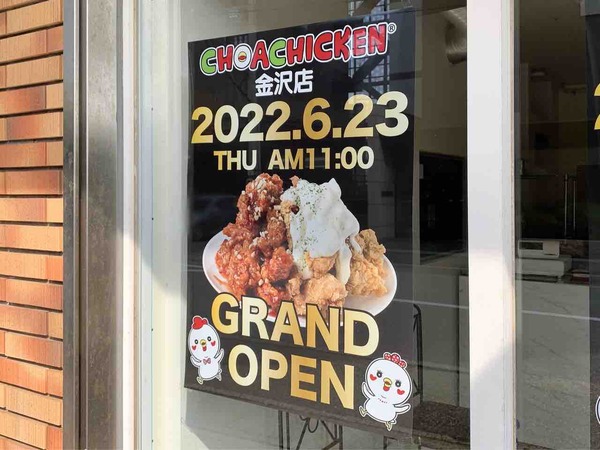 CHOACHICKEN®
金沢店
2022.6.23
THU AM11:00
GRAND
OPEN